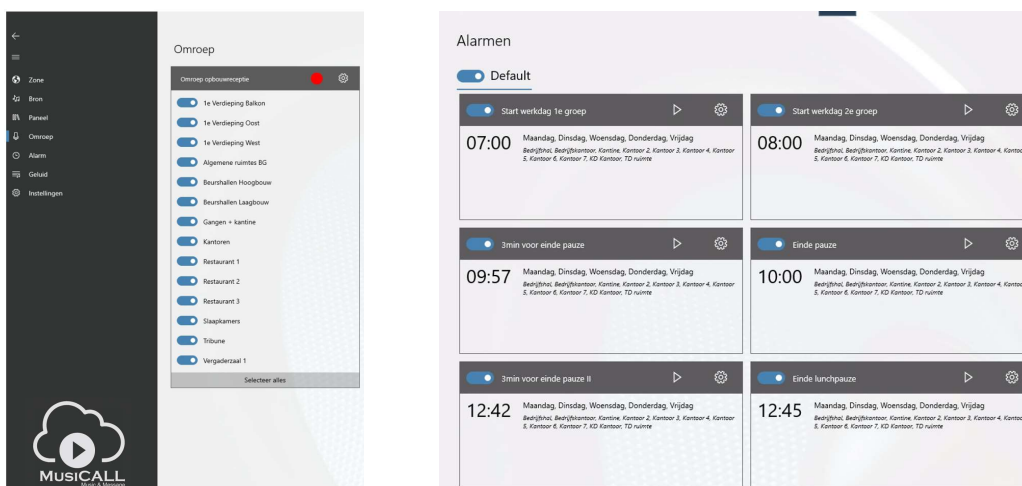 Zone
Bron
Paneel
Omroep
Alarm
Geluid
Instellingen
MUSICALL
Music & Message
Omroep
Omroep opbouwreceptie
1e Verdieping Balkon
1e Verdieping Oost
1e Verdieping West
Algemene ruimtes BG
Beurshallen Hoogbouw
Beurshallen Laagbouw
Gangen + kantine
Kantoren
Restaurant 1
Restaurant 2
Restaurant 3
Slaapkamers
Tribune
Vergaderzaal 1
Selecteer alles
Alarmen
Default
Start werkdag 1e groep
07:00 Maandag, Dinsdag, Woensdag, Donderdag, Vrijdag
Bedrijfshal, Bedrijfskantoor, Kantine, Kantoor 2, Kantoor 3, Kantoor 4, Kantoor
5, Kantoor 6, Kantoor 7, KD Kantoor, TD ruimte
Start werkdag 2e groep
08:00 Maandag, Dinsdag, Woensdag, Donderdag, Vrijdag
Bedrijfshal, Bedrijfskantoor, Kantine, Kantoor 2, Kantoor 3, Kantoor 4, Kantoo
5, Kantoor 6, Kantoor 7, KD Kantoor, TD ruimte
3min voor einde pauze
09:57 Maandag, Dinsdag, Woensdag, Donderdag, Vrijdag
Bedrijfshal, Bedrijfskantoor, Kantine, Kantoor 2, Kantoor 3, Kantoor 4, Kantoor
5, Kantoor 6, Kantoor 7, KD Kantoor, TD ruimte
Einde pauze
10:00 Maandag, Dinsdag, Woensdag, Donderdag, Vrijdag
Bedrijfshal, Bedrijfskantoor, Kantine, Kantoor 2, Kantoor 3, Kantoor 4, Kantoo
5, Kantoor 6, Kantoor 7, KD Kantoor, TD ruimte
3min voor einde pauze II
12:42 Maandag, Dinsdag, Woensdag, Donderdag, Vrijdag
Bedrijfshal, Bedrijfskantoor, Kantine, Kantoor 2, Kantoor 3, Kantoor 4, Kantoor
5, Kantoor 6, Kantoor 7, KD Kantoor, TD ruimte
Einde lunchpauze
12:45 Maandag, Dinsdag, Woensdag, Donderdag, Vrijdag
Bedrijfshal, Bedrijfskantoor, Kantine, Kantoor 2, Kantoor 3, Kantoor 4, Kantoo
5, Kantoor 6, Kantoor 7, KD Kantoor, TD ruimte